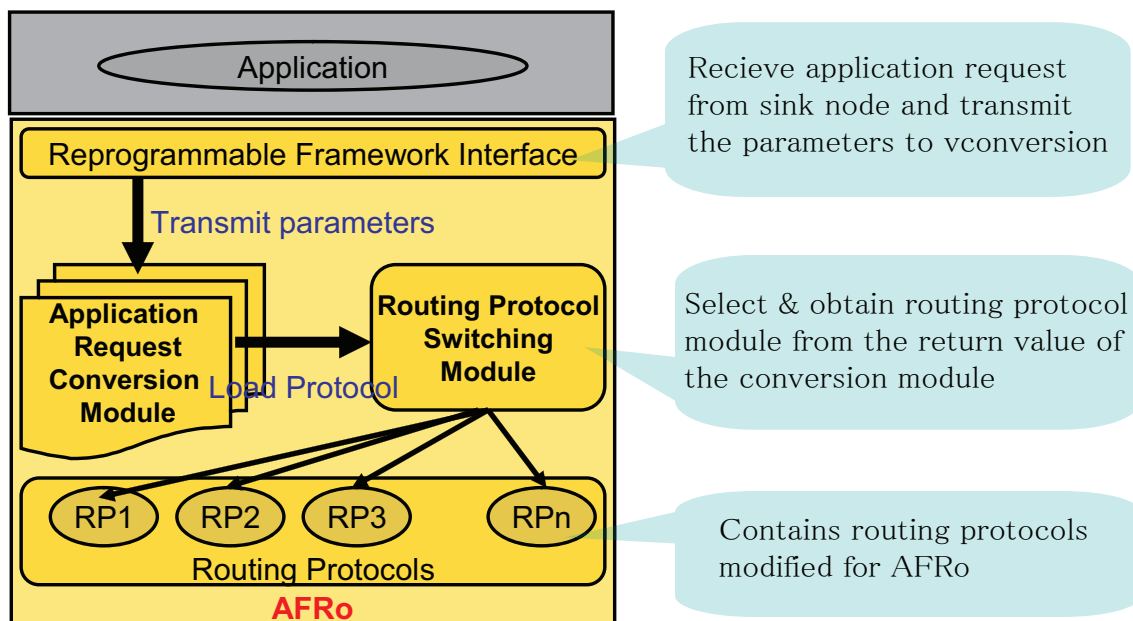 Application
Recieve application request
from sink node and transmit
the parameters to vconversion
Reprogrammable Framework Interface
Transmit parameters
Application
Request
Conversion
Module
Load Protocol
Routing Protocol
Switching
Module
Select & obtain routing protocol
module from the return value of
the conversion module
RP1
RP2
RP3
RPn
Routing Protocols
Contains routing protocols
modified for AFRo
AFRo